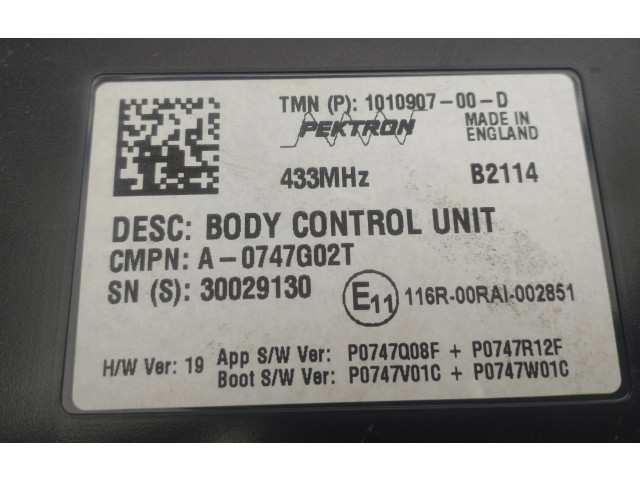 TMN (P): 1010907-00-D
PEKTRON
MADE IN
ENGLAND
433MHz
B2114
DESC: BODY CONTROL UNIT
CMPN: A-0747G02T
SN (S): 30029130
E11 116R-00RAI-002851
H/W Ver: 19
App S/W Ver: P0747Q08F + P0747R12F
Boot S/W Ver: P0747V01C + P0747W01C